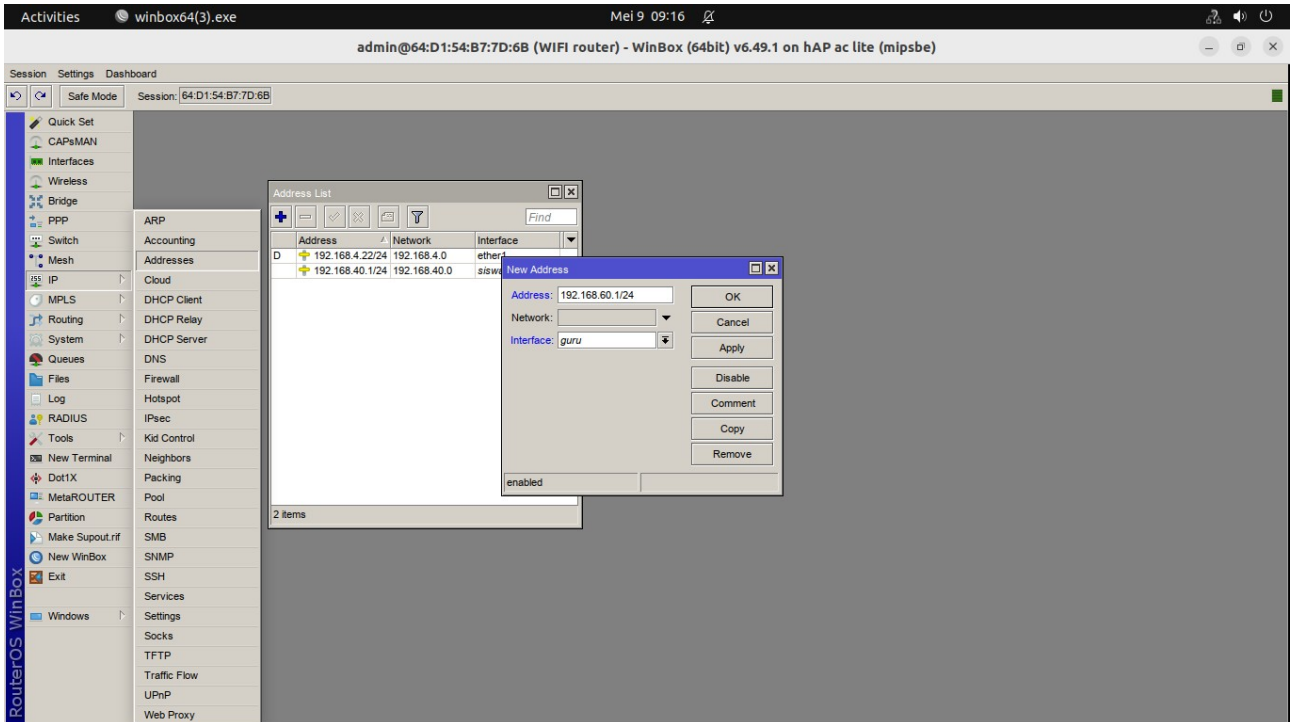 Activities winbox64(3).exe Mei 9 09:16
admin@64:D1:54:B7:7D:6B (WIFI router) - WinBox (64bit) v6.49.1 on hAP ac lite (mipsbe)
Session Settings Dashboard
Safe Mode Session: 64:D1:54:B7:7D:6B
Quick Set
CAPsMAN
Interfaces
Wireless
Bridge
PPP
Switch
Mesh
IP
MPLS
Routing
System
Queues
Files
Log
RADIUS
Tools
New Terminal
Dot1X
MetaROUTER
Partition
Make Supout.rif
New WinBox
Exit
Windows
RouterOS WinBox
ARP
Accounting
Addresses
Cloud
DHCP Client
DHCP Relay
DHCP Server
DNS
Firewall
Hotspot
IPsec
Kid Control
Neighbors
Packing
Pool
Routes
SMB
SNMP
SSH
Services
Settings
Socks
TFTP
Traffic Flow
UPnP
Web Proxy
Address List
Find
Address Network Interface
D 192.168.4.22/24 192.168.4.0 ether1
192.168.40.1/24 192.168.40.0
2 items
New Address
Address: 192.168.60.1/24
Network:
Interface: guru
OK
Cancel
Apply
Disable
Comment
Copy
Remove
enabled